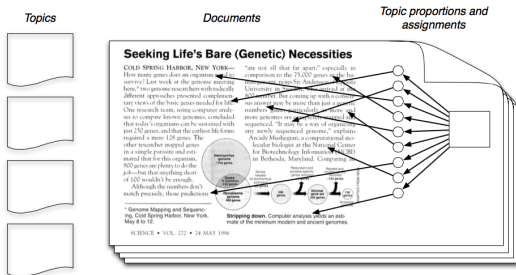 Topics
Documents
Topic proportions and
assignments
Seeking Life's Bare (Genetic) Necessities
COLD SPRING HARBOR, NEW YORK—
How many genes does an organism need to
survive? Last week at the genome meeting
here,* two genome researchers with radically
different approaches presented complemen-
tary views of the basic genes needed for life.
One research team, using computer analy-
ses to compare known genomes, concluded
that today's organisms can be sustained with
just 250 genes, and that the earliest life forms
required a mere 128 genes. The
other researcher mapped genes
in a simple parasite and esti-
mated that for this organism,
800 genes are plenty to do the
job—but that anything short
of 100 wouldn't be enough.
Although the numbers don't
match precisely, those predictions
* Genome Mapping and Sequenc-
ing, Cold Spring Harbor, New York,
May 8 to 12.
"are not all that far apart," especially in
comparison to the 75,000 genes in the hu-
man genome, notes Siv Andersson
University in
800 number. But coming up with a consen-
sus answer may be more than just a genetic
numbers game, particularly as more and
more genomes are
sequenced. "It may be a way of organizing
any newly sequenced genome," explains
Arcady Mushegian, a computational mo-
lecular biologist at the National Center
for Biotechnology Information (NCBI)
in Bethesda, Maryland. Comparing an
Stripping down. Computer analysis yields an esti-
mate of the minimum modern and ancient genomes.
SCIENCE • VOL. 272 • 24 MAY 1996